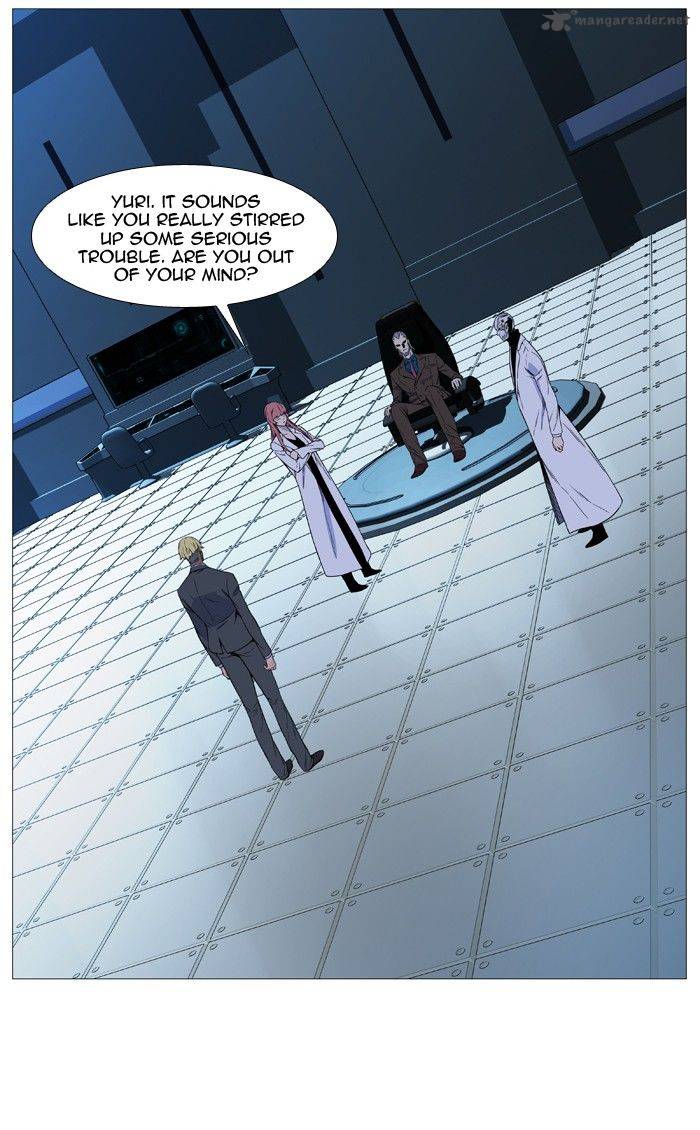 mangareader.net
YURI. IT SOUNDS
LIKE YOU REALLY STIRRED
UP SOME SERIOUS
TROUBLE. ARE YOU OUT
OF YOUR MIND?